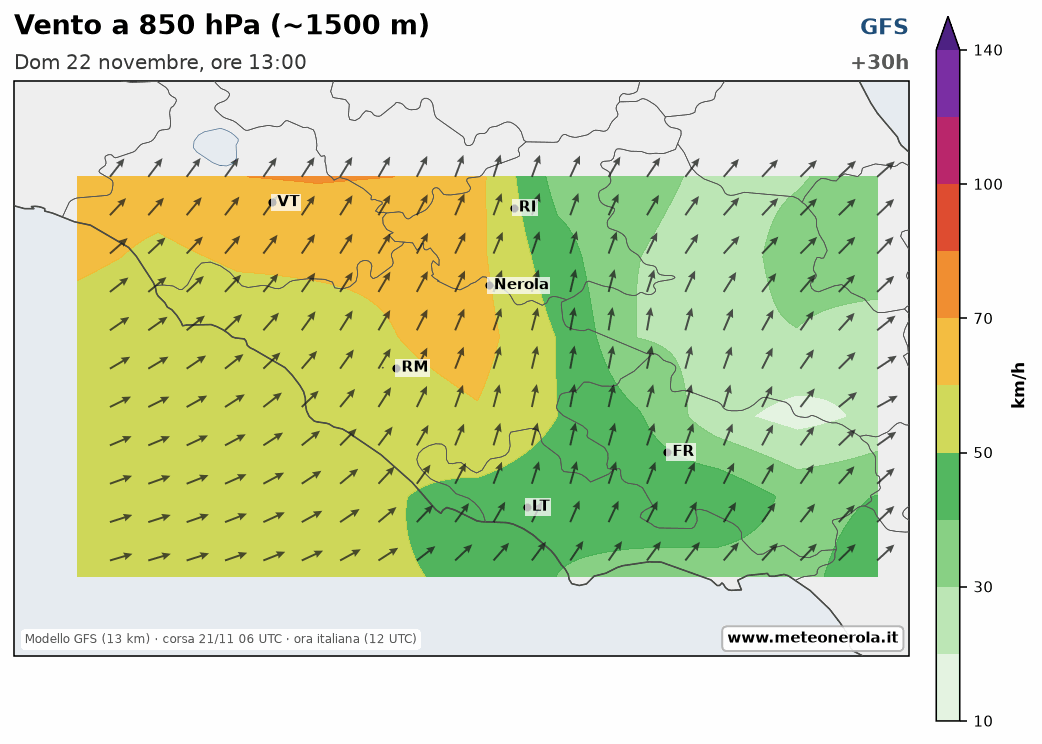 Vento a 850 hPa (~1500 m)
GFS
Dom 22 novembre, ore 13:00
+30h
VT
RI
Nerola
RM
FR
LT
140
100
70
50
30
10
km/h
Modello GFS (13 km) · corsa 21/11 06 UTC · ora italiana (12 UTC)
www.meteonerola.it